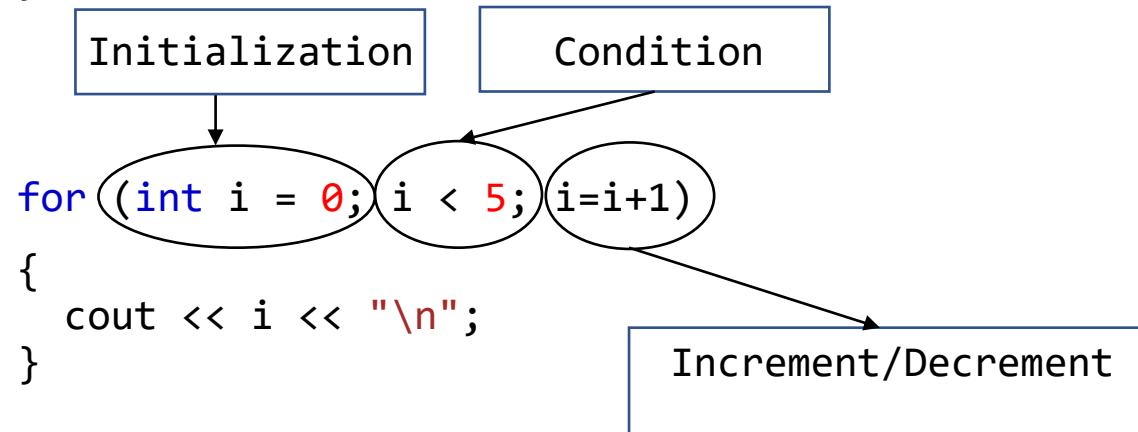 Initialization
Condition
for (int i = 0; i < 5; i=i+1)
{
cout << i << "\n";
}
Increment/Decrement